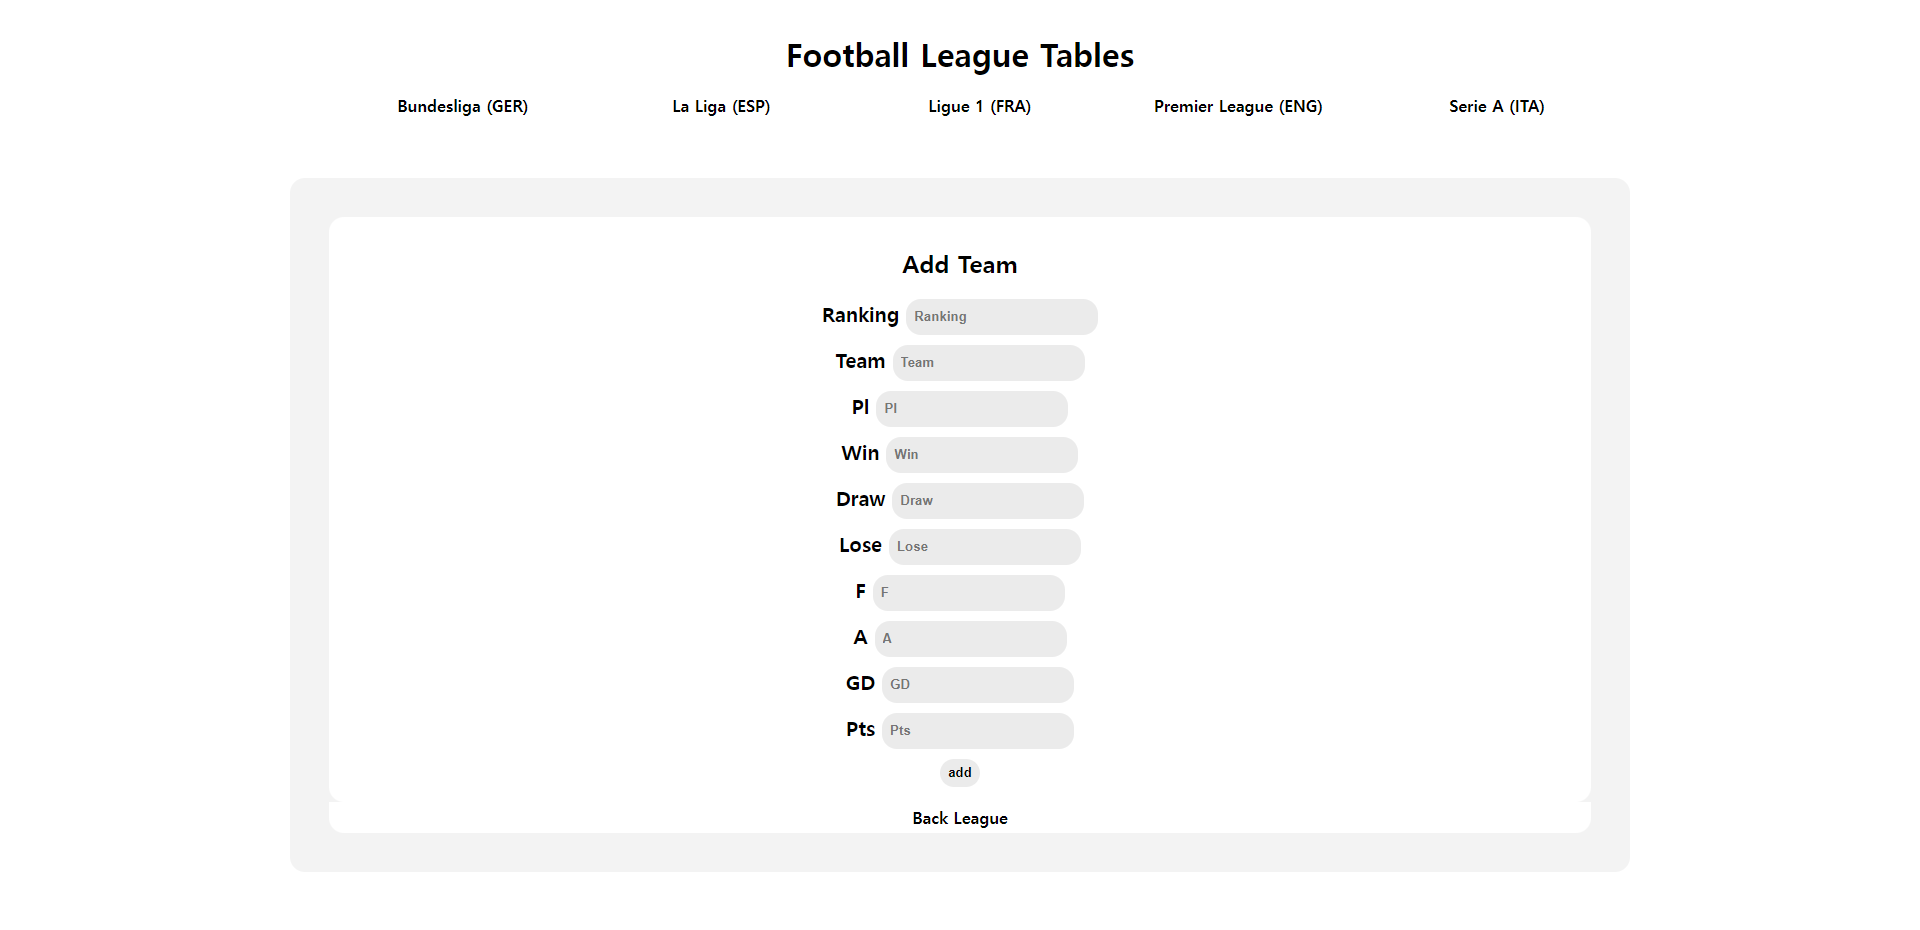 Football League Tables
Bundesliga (GER) La Liga (ESP) Ligue 1 (FRA) Premier League (ENG) Serie A (ITA)
Add Team
Ranking Ranking
Team Team
Pl Pl
Win Win
Draw Draw
Lose Lose
F F
A A
GD GD
Pts Pts
add
Back League